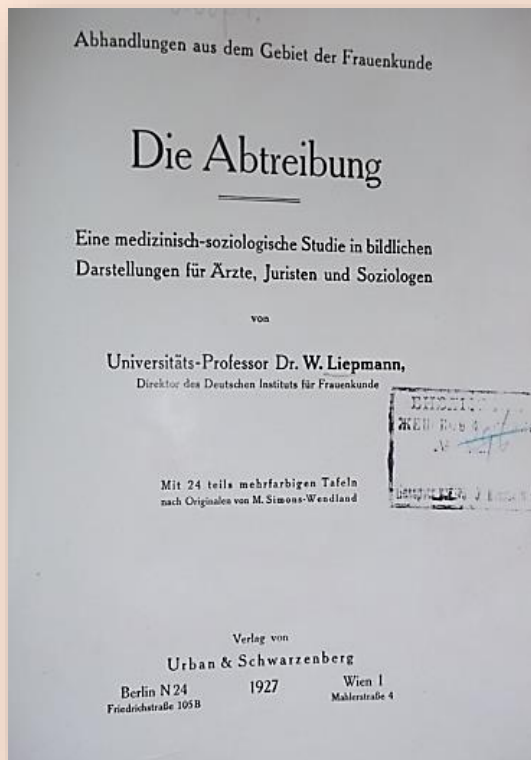 Abhandlungen aus dem Gebiet der Frauenkunde
Die Abtreibung
Eine medizinisch-soziologische Studie in bildlichen
Darstellungen für Ärzte, Juristen und Soziologen
von
Universitäts-Professor Dr. W. Liepmann,
Direktor des Deutschen Instituts für Frauenkunde
Mit 24 teils mehrfarbigen Tafeln
nach Originalen von M. Simons-Wendland
Verlag von
Urban & Schwarzenberg
Berlin N 24
Friedrichstraße 105B
1927
Wien I
Mahlerstraße 4